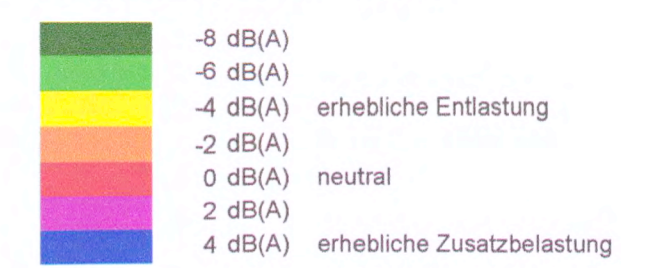 -8 dB(A)
-6 dB(A)
-4 dB(A) erhebliche Entlastung
-2 dB(A)
0 dB(A) neutral
2 dB(A)
4 dB(A) erhebliche Zusatzbelastung